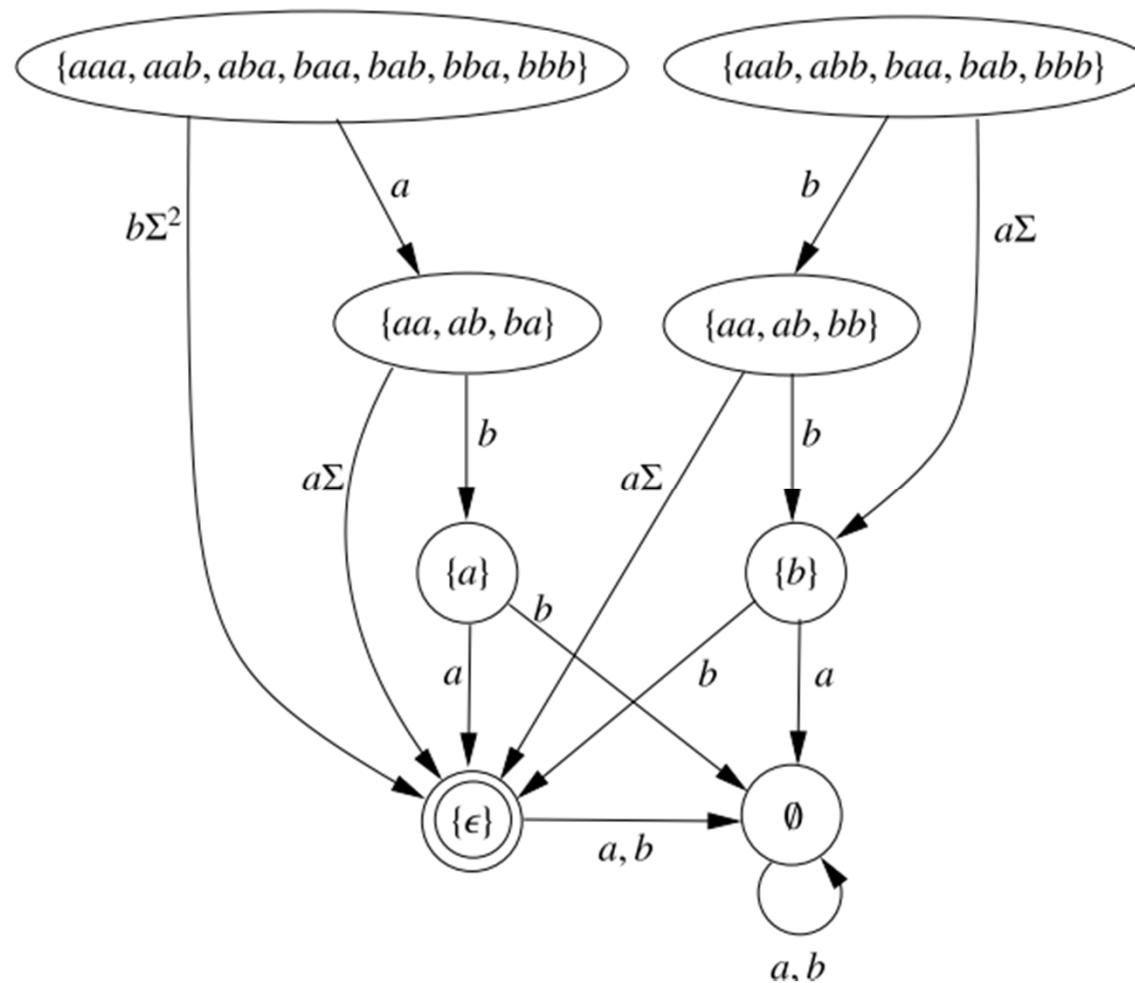 {aaa, aab, aba, baa, bab, bba, bbb}
{aab, abb, baa, bab, bbb}
a
b
bΣ²
aΣ
{aa, ab, ba}
{aa, ab, bb}
b
b
aΣ
aΣ
{a}
{b}
b
a
b
a
{ϵ}
∅
a, b
a, b